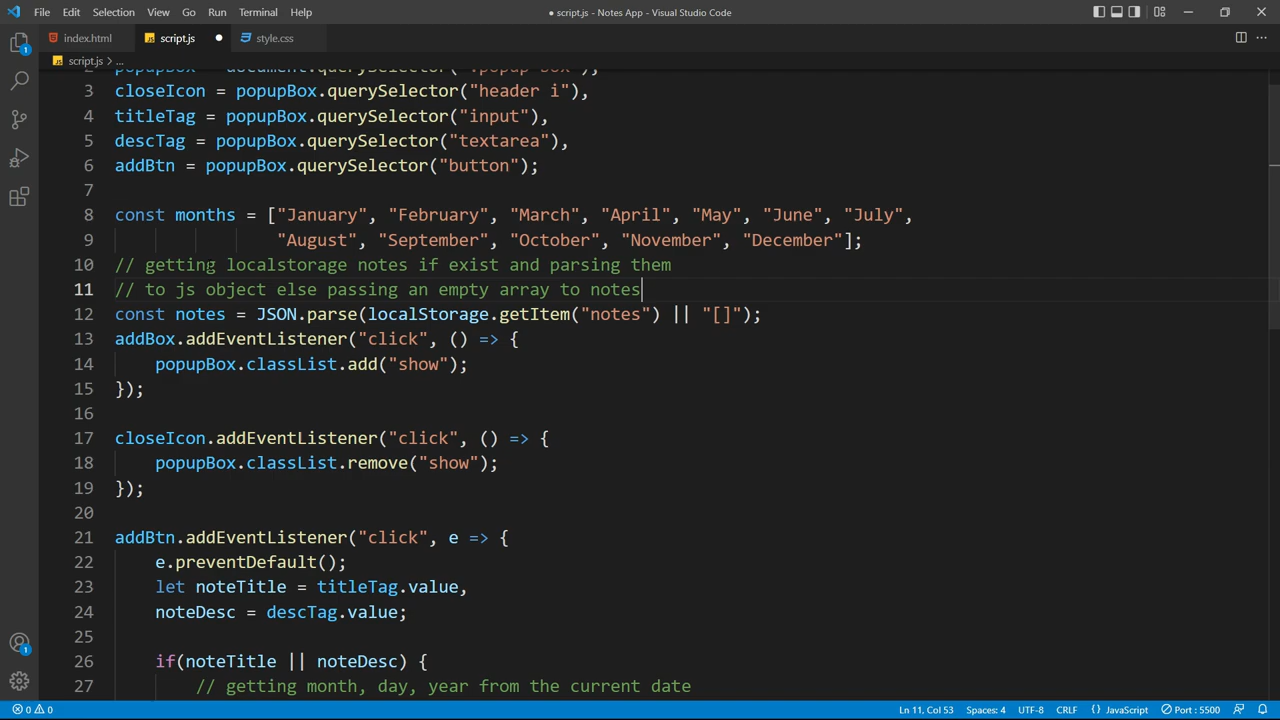 File Edit Selection View Go Run Terminal Help
● script.js - Notes App - Visual Studio Code
index.html
script.js
style.css
script.js > ...
2 popupBox = document.querySelector(".popup-box"),
3 closeIcon = popupBox.querySelector("header i"),
4 titleTag = popupBox.querySelector("input"),
5 descTag = popupBox.querySelector("textarea"),
6 addBtn = popupBox.querySelector("button");
7
8 const months = ["January", "February", "March", "April", "May", "June", "July",
9 "August", "September", "October", "November", "December"];
10 // getting localstorage notes if exist and parsing them
11 // to js object else passing an empty array to notes
12 const notes = JSON.parse(localStorage.getItem("notes") || "[]");
13 addBox.addEventListener("click", () => {
14 popupBox.classList.add("show");
15 });
16
17 closeIcon.addEventListener("click", () => {
18 popupBox.classList.remove("show");
19 });
20
21 addBtn.addEventListener("click", e => {
22 e.preventDefault();
23 let noteTitle = titleTag.value,
24 noteDesc = descTag.value;
25
26 if(noteTitle || noteDesc) {
27 // getting month, day, year from the current date
1
1
0 0
Ln 11, Col 53 Spaces: 4 UTF-8 CRLF {} JavaScript Port : 5500